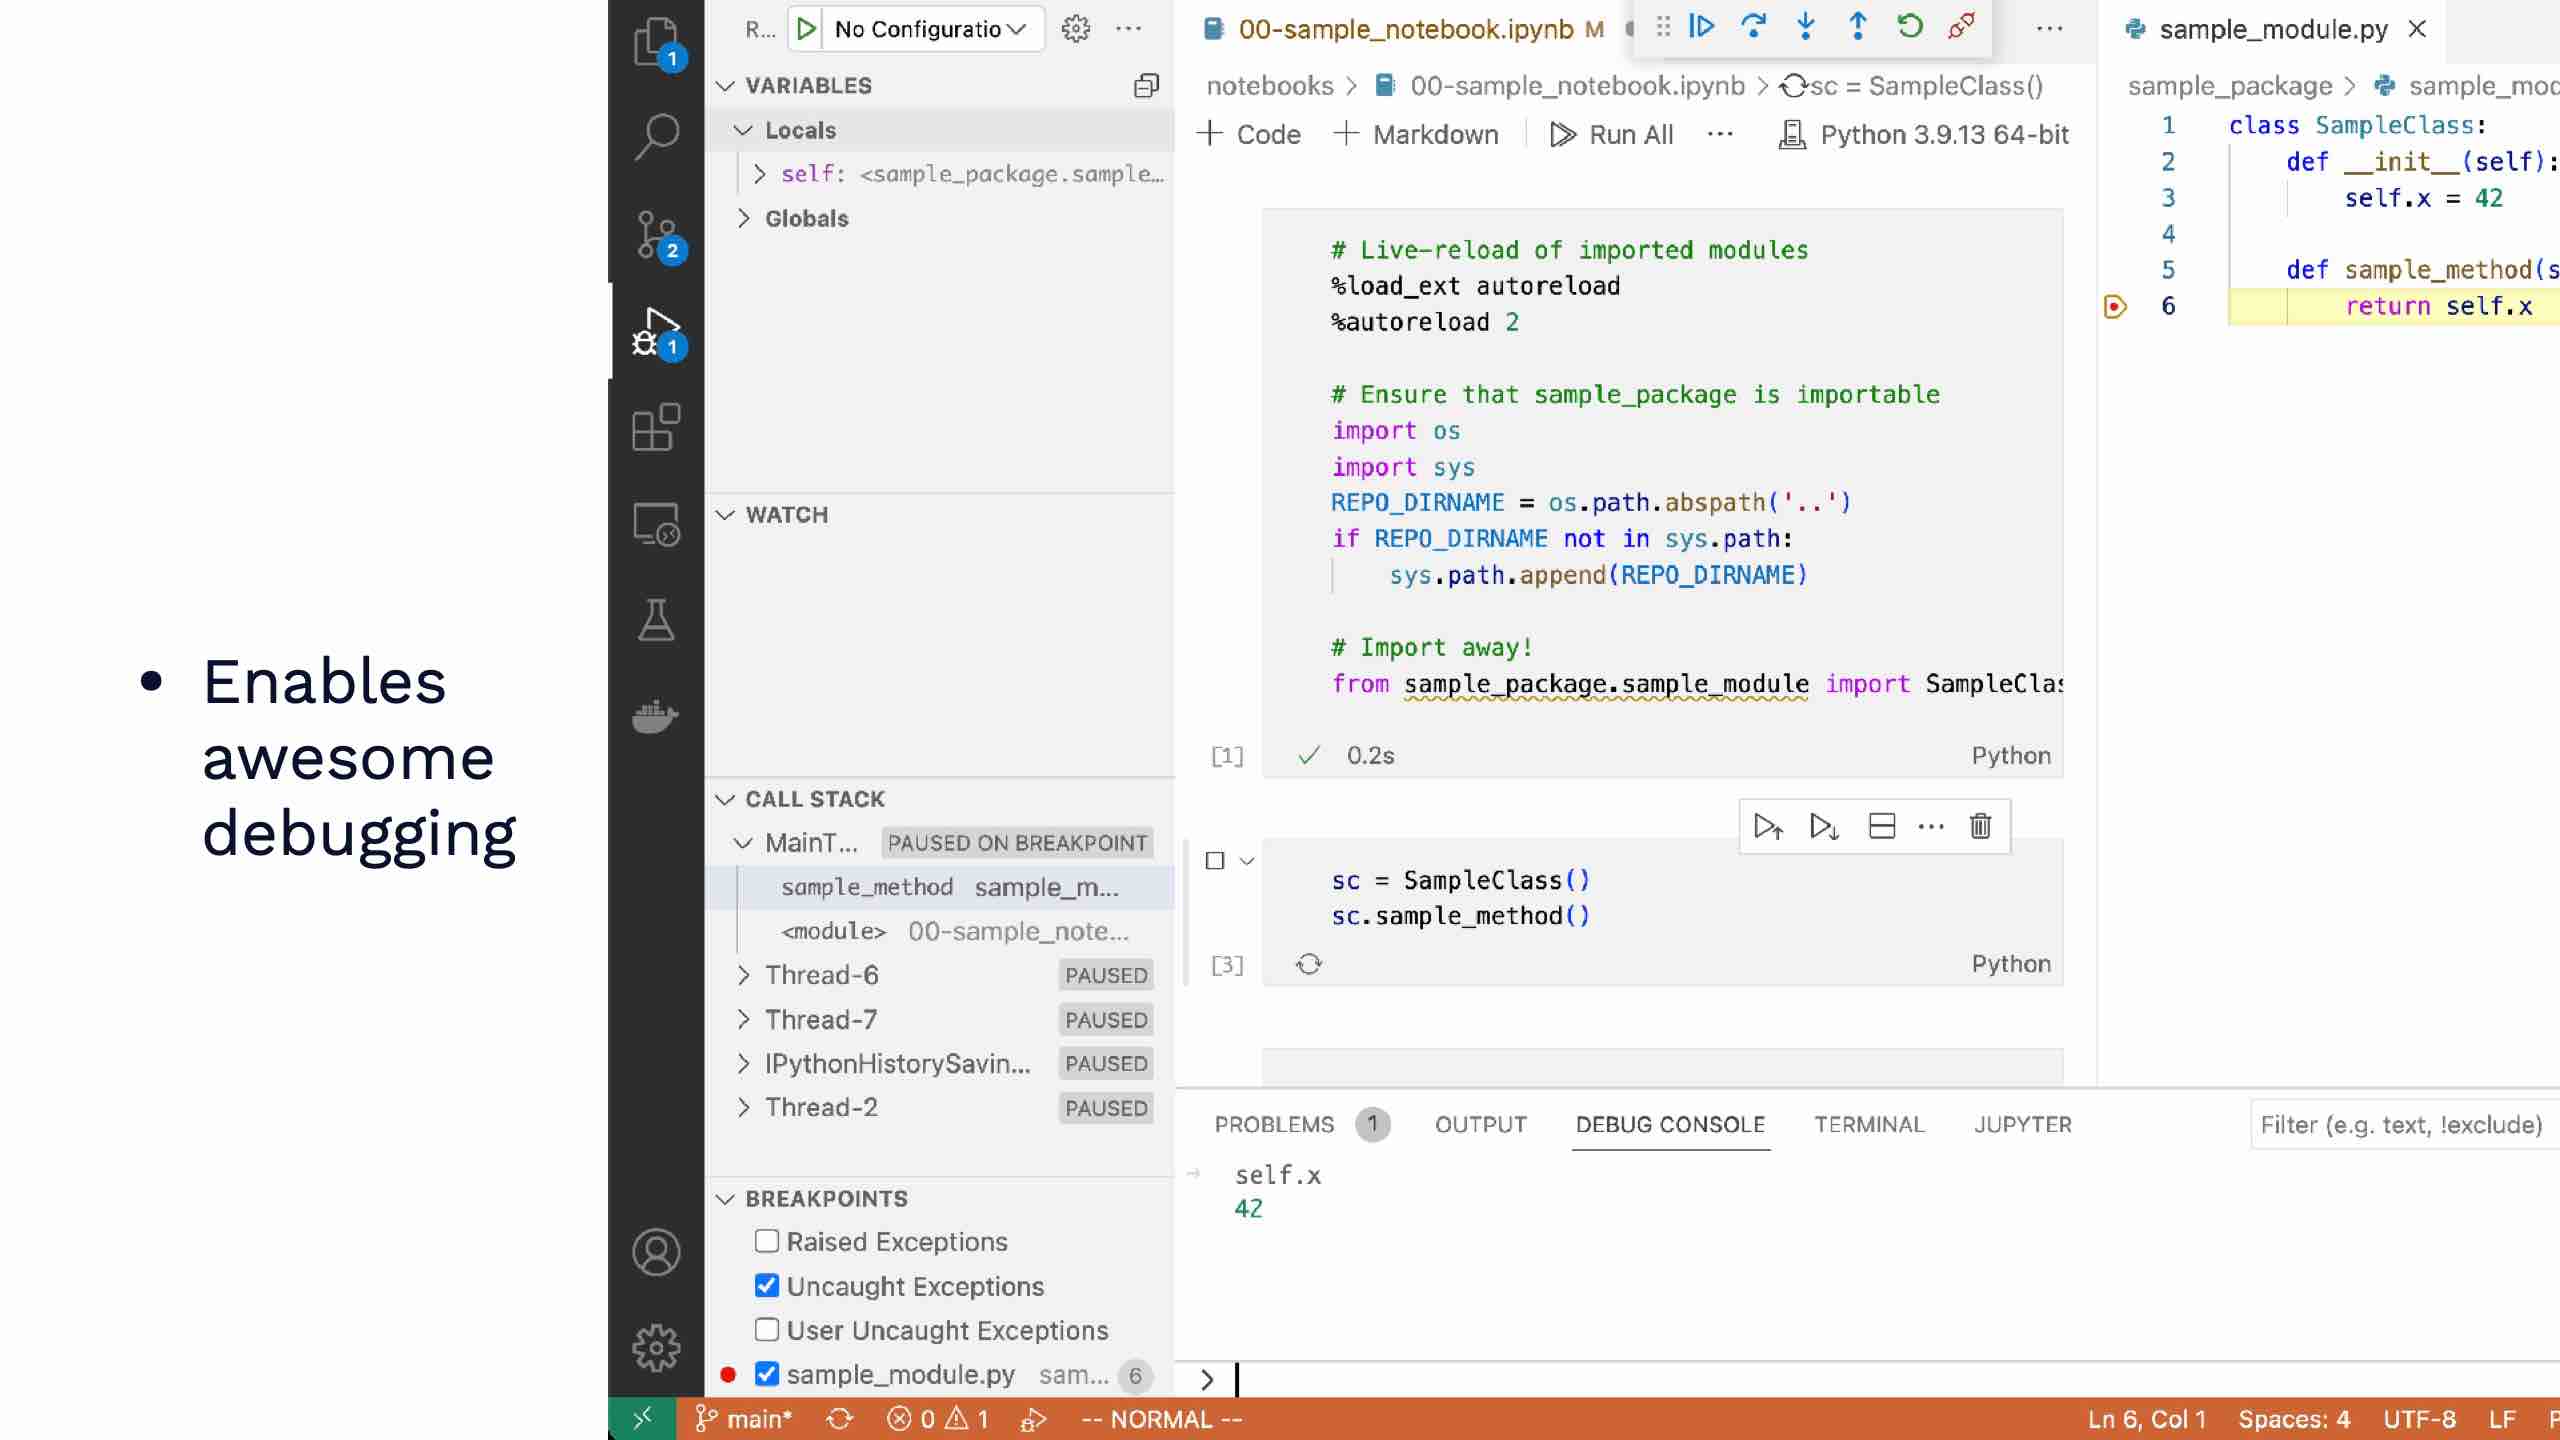 • Enables
awesome
debugging
1
2
1
R... No Configuratio
VARIABLES
Locals
self: <sample_package.sample…
Globals
WATCH
CALL STACK
MainT... PAUSED ON BREAKPOINT
sample_method sample_m...
<module> 00-sample_note...
Thread-6 PAUSED
Thread-7 PAUSED
IPythonHistorySavin... PAUSED
Thread-2 PAUSED
BREAKPOINTS
Raised Exceptions
Uncaught Exceptions
User Uncaught Exceptions
sample_module.py sam... 6
00-sample_notebook.ipynb M
notebooks > 00-sample_notebook.ipynb > sc = SampleClass()
+ Code + Markdown Run All ... Python 3.9.13 64-bit
# Live-reload of imported modules
%load_ext autoreload
%autoreload 2
# Ensure that sample_package is importable
import os
import sys
REPO_DIRNAME = os.path.abspath('..')
if REPO_DIRNAME not in sys.path:
    sys.path.append(REPO_DIRNAME)
# Import away!
from sample_package.sample_module import SampleClas
[1] ✓ 0.2s Python
sc = SampleClass()
sc.sample_method()
[3] Python
sample_module.py ×
sample_package > sample_mod
1 class SampleClass:
2     def __init__(self):
3         self.x = 42
4
5     def sample_method(s
6         return self.x
PROBLEMS 1 OUTPUT DEBUG CONSOLE TERMINAL JUPYTER Filter (e.g. text, !exclude)
→ self.x
42
>
main* 0 1 -- NORMAL -- Ln 6, Col 1 Spaces: 4 UTF-8 LF P